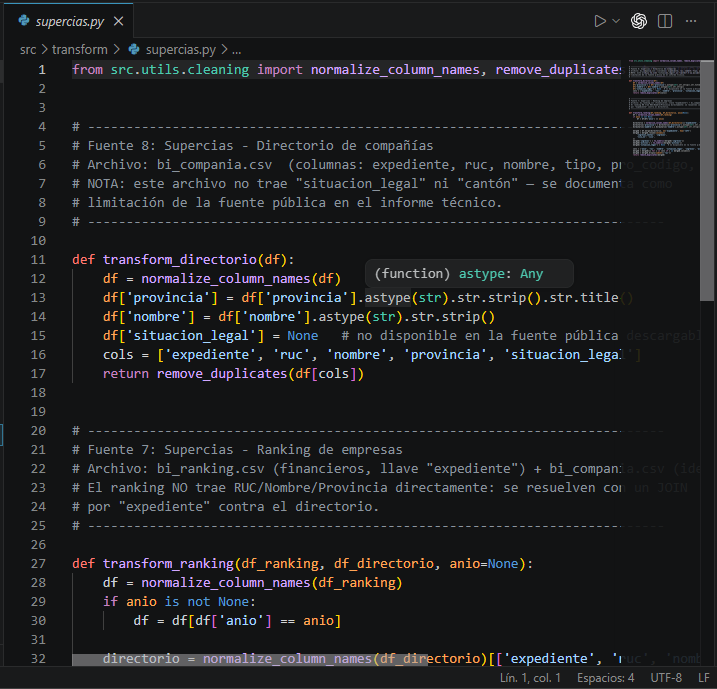 supercias.py
src > transform > supercias.py > ...
1 from src.utils.cleaning import normalize_column_names, remove_duplicates
2
3
4 # ---------------------------------------------------------------------------
5 # Fuente 8: Supercias - Directorio de compañías
6 # Archivo: bi_compania.csv  (columnas: expediente, ruc, nombre, tipo, pro_codigo,
7 # NOTA: este archivo no trae "situacion_legal" ni "cantón" — se documenta como
8 # limitación de la fuente pública en el informe técnico.
9 # ---------------------------------------------------------------------------
10
11 def transform_directorio(df):
(function) astype: Any
12     df = normalize_column_names(df)
13     df['provincia'] = df['provincia'].astype(str).str.strip().str.title()
14     df['nombre'] = df['nombre'].astype(str).str.strip()
15     df['situacion_legal'] = None   # no disponible en la fuente pública descargabl
16     cols = ['expediente', 'ruc', 'nombre', 'provincia', 'situacion_legal']
17     return remove_duplicates(df[cols])
18
19
20 # ---------------------------------------------------------------------------
21 # Fuente 7: Supercias - Ranking de empresas
22 # Archivo: bi_ranking.csv (financieros, llave "expediente") + bi_compania.csv (ide
23 # El ranking NO trae RUC/Nombre/Provincia directamente: se resuelven con un JOIN
24 # por "expediente" contra el directorio.
25 # ---------------------------------------------------------------------------
26
27 def transform_ranking(df_ranking, df_directorio, anio=None):
28     df = normalize_column_names(df_ranking)
29     if anio is not None:
30         df = df[df['anio'] == anio]
31
32     directorio = normalize_column_names(df_directorio)[['expediente', 'ruc', 'nomb
Lín. 1, col. 1 Espacios: 4 UTF-8 LF